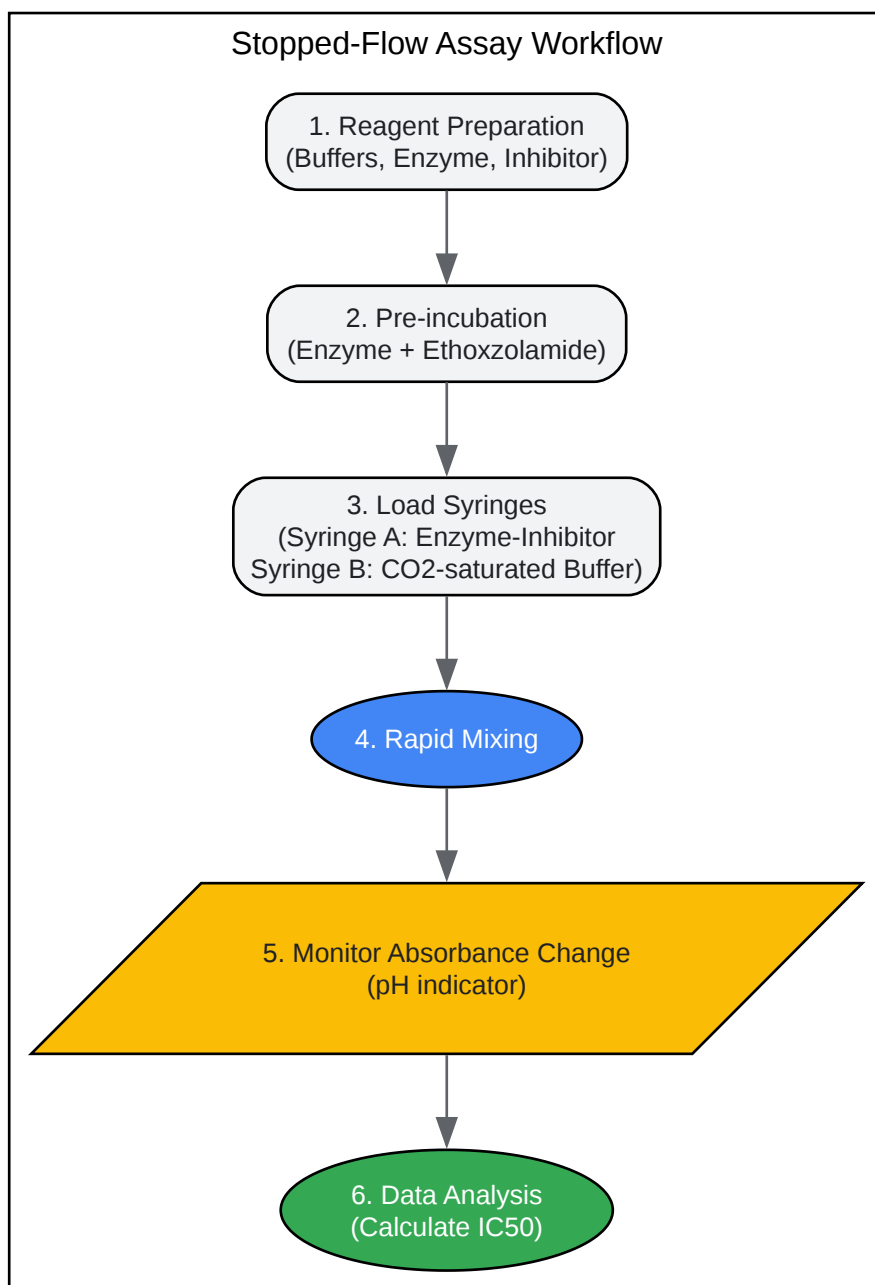 Stopped-Flow Assay Workflow
1. Reagent Preparation
(Buffers, Enzyme, Inhibitor)
2. Pre-incubation
(Enzyme + Ethoxzolamide)
3. Load Syringes
(Syringe A: Enzyme-Inhibitor
Syringe B: CO2-saturated Buffer)
4. Rapid Mixing
5. Monitor Absorbance Change
(pH indicator)
6. Data Analysis
(Calculate IC50)